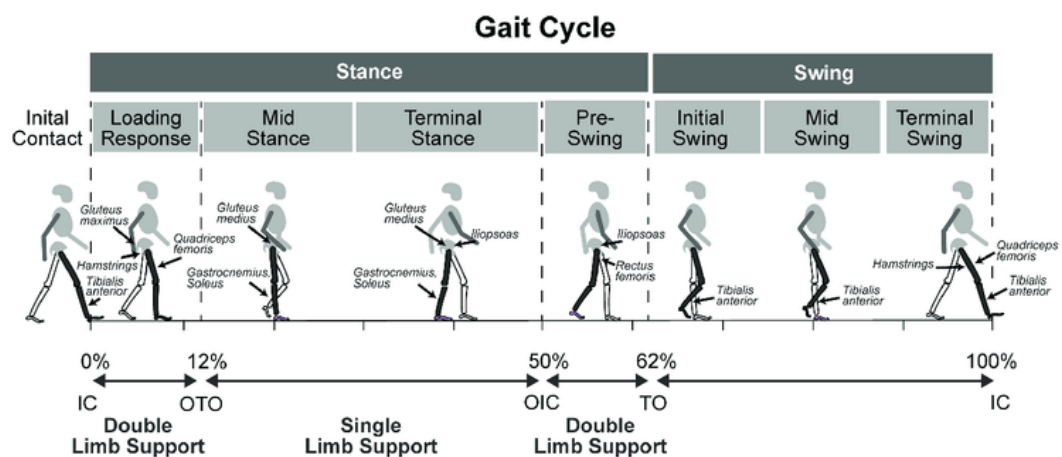 Gait Cycle
Stance
Swing
Inital
Contact
Loading
Response
Mid
Stance
Terminal
Stance
Pre-
Swing
Initial
Swing
Mid
Swing
Terminal
Swing
Gluteus
maximus
Quadriceps
femoris
Hamstrings
Tibialis
anterior
Gluteus
medius
Gastrocnemius,
Soleus
Gluteus
medius
Iliopsoas
Gastrocnemius,
Soleus
Iliopsoas
Rectus
femoris
Tibialis
anterior
Tibialis
anterior
Hamstrings
Quadriceps
femoris
Tibialis
anterior
0%
12%
50%
62%
100%
IC
OTO
OIC
TO
IC
Double
Limb Support
Single
Limb Support
Double
Limb Support